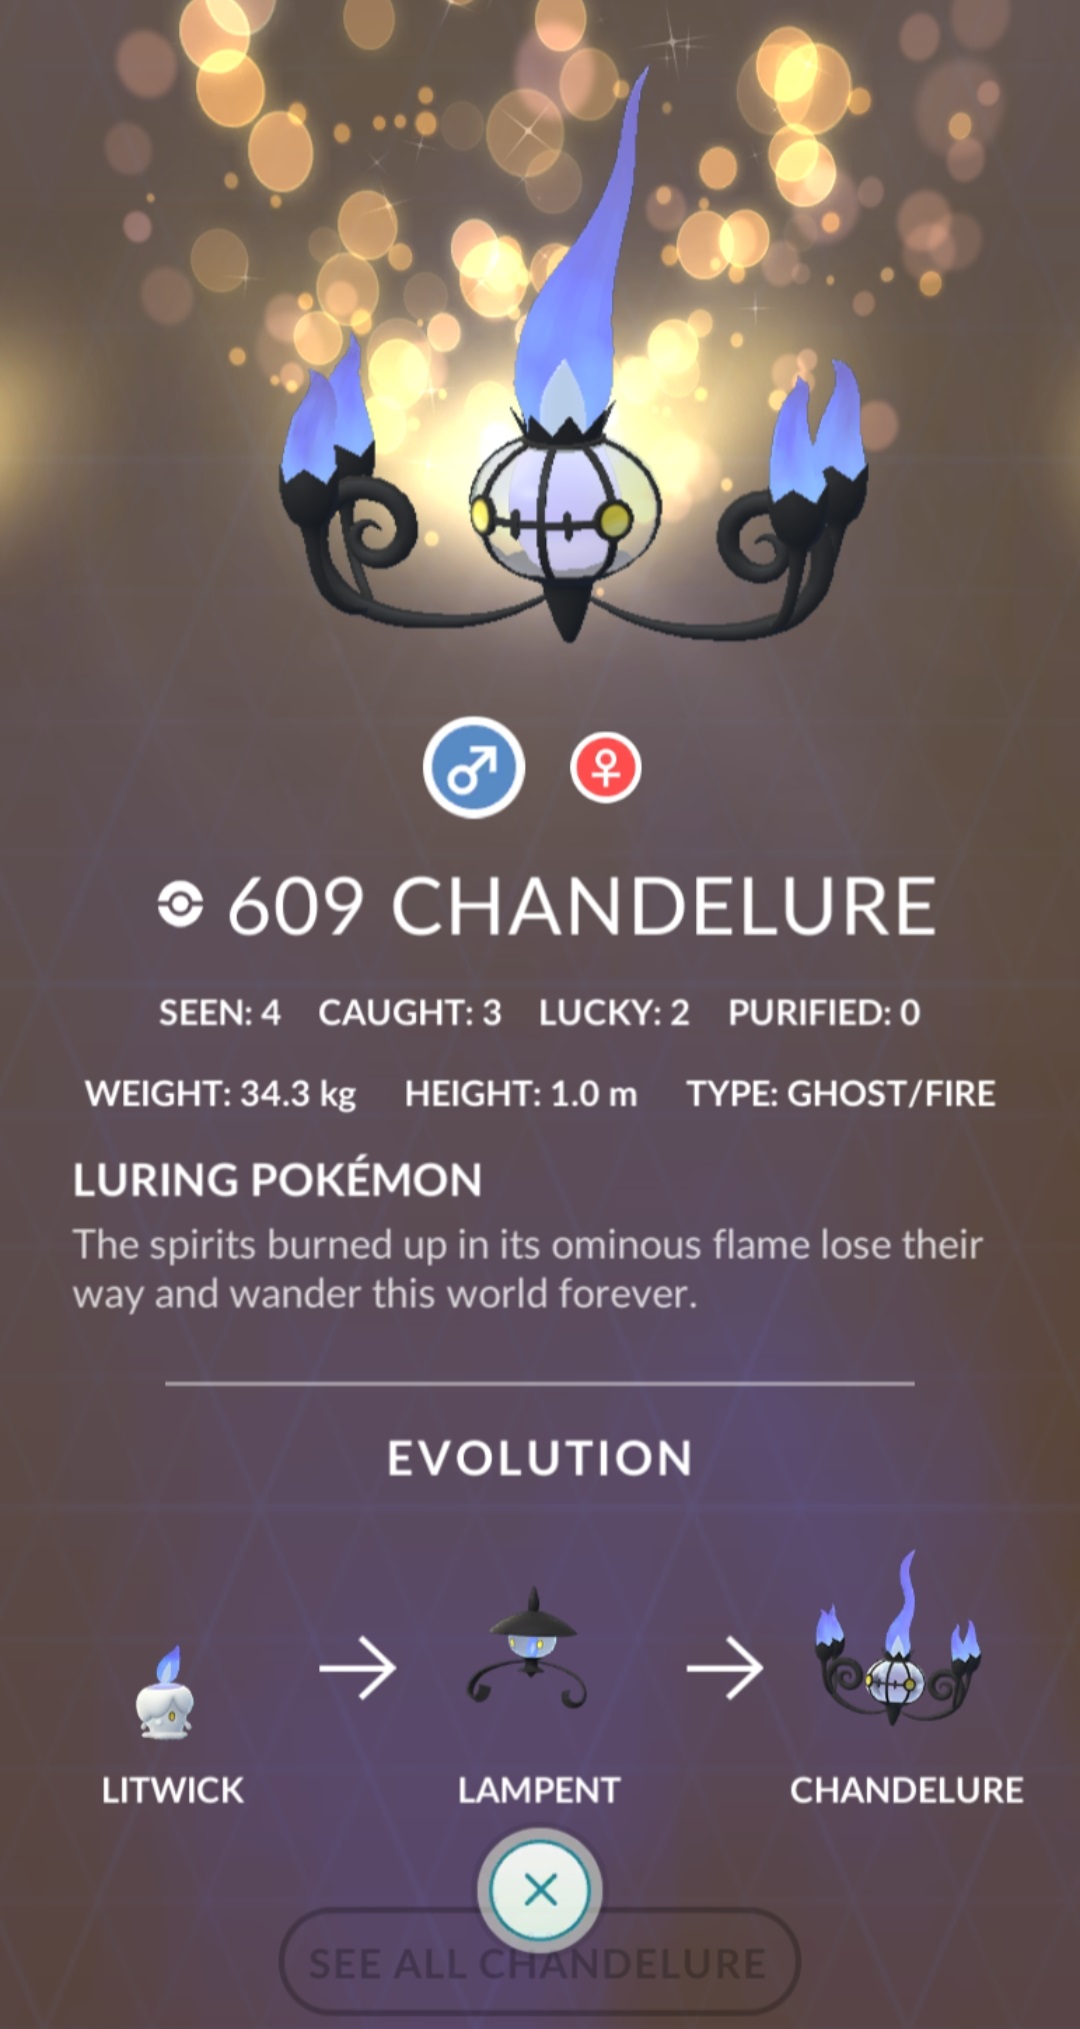 609 CHANDELURE
SEEN: 4 CAUGHT: 3 LUCKY: 2 PURIFIED: 0
WEIGHT: 34.3 kg HEIGHT: 1.0 m TYPE: GHOST/FIRE
LURING POKÉMON
The spirits burned up in its ominous flame lose their
way and wander this world forever.
EVOLUTION
LITWICK LAMPENT CHANDELURE
SEE ALL CHANDELURE